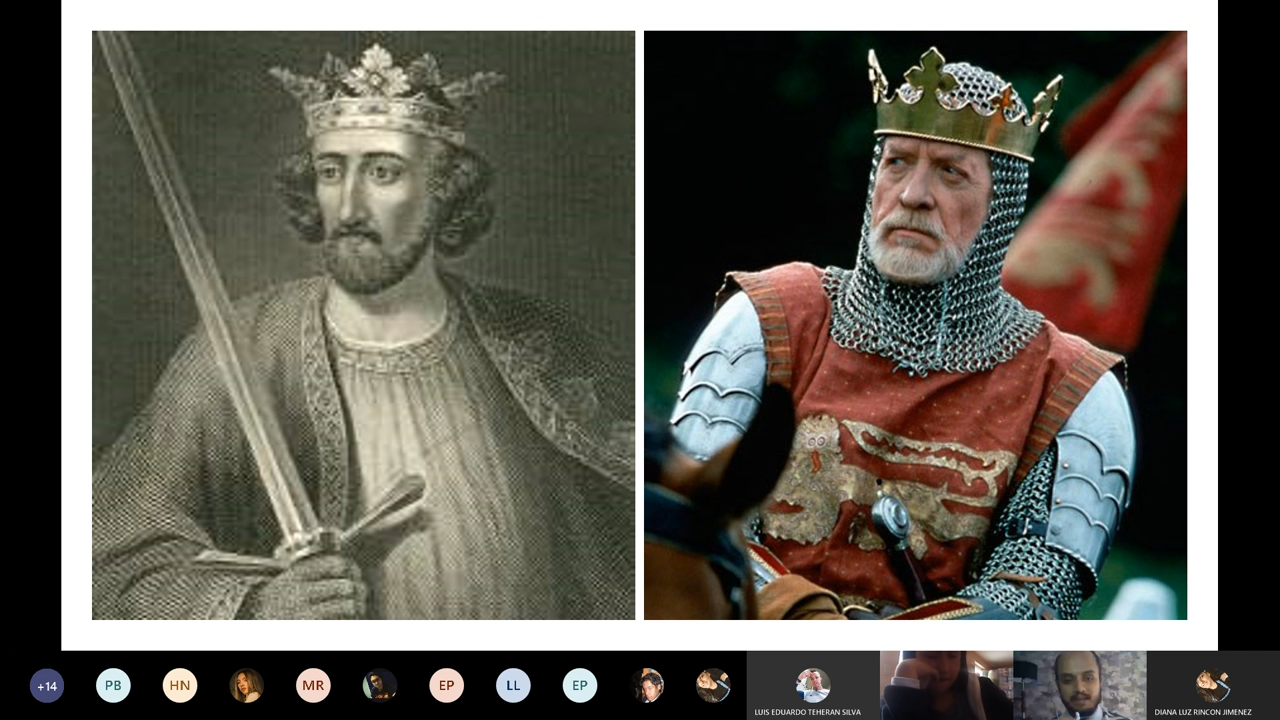 +14
PB
HN
MR
EP
LL
EP
LUIS EDUARDO TEHERAN SILVA
DIANA LUZ RINCON JIMENEZ